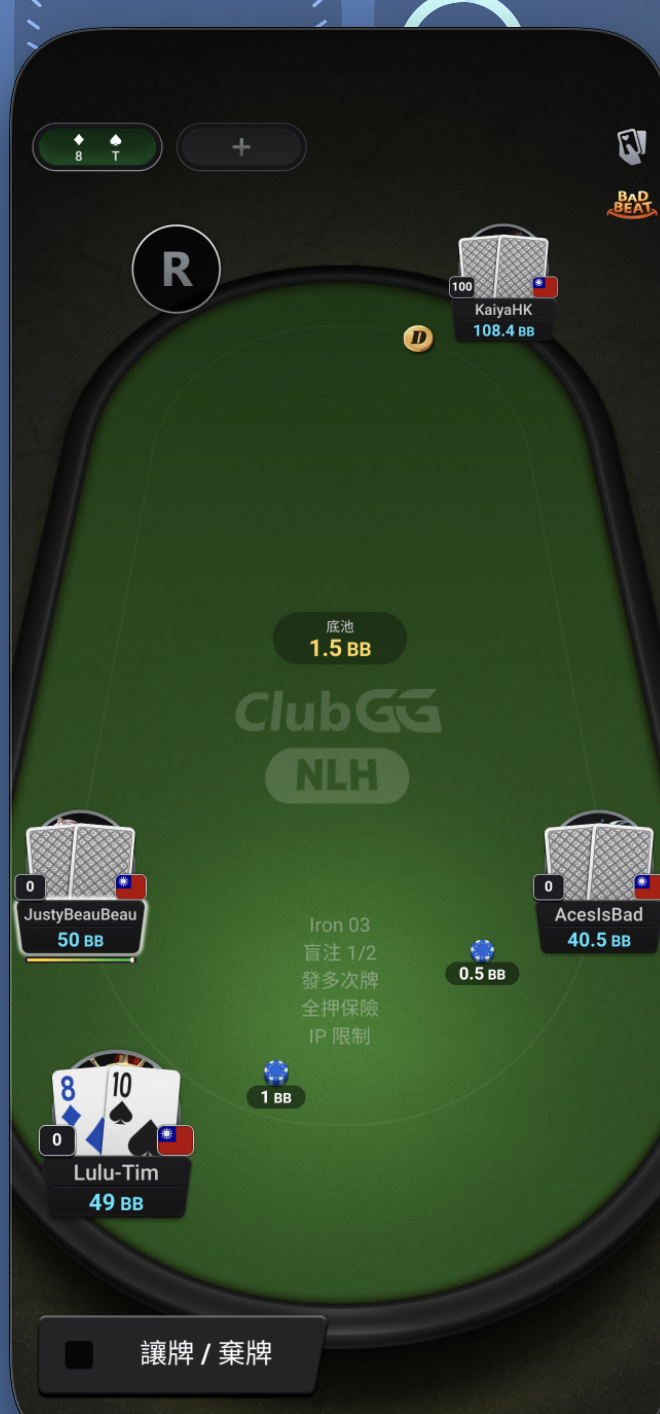 8 T
+
BAD
BEAT
R
100
KaiyaHK
108.4 BB
D
底池
1.5 BB
ClubGG
NLH
0
JustyBeauBeau
50 BB
0
AcesIsBad
40.5 BB
Iron 03
盲注 1/2
發多次牌
全押保險
IP 限制
0.5 BB
1 BB
8 10
0
Lulu-Tim
49 BB
讓牌 / 棄牌